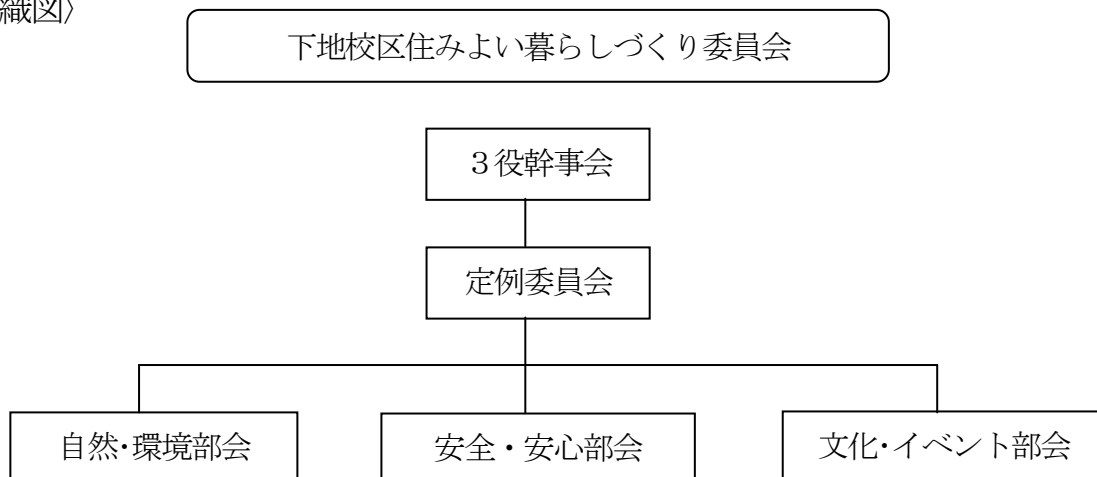 織図〉
下地校区住みよい暮らしづくり委員会
３役幹事会
定例委員会
自然･環境部会
安全・安心部会
文化･イベント部会